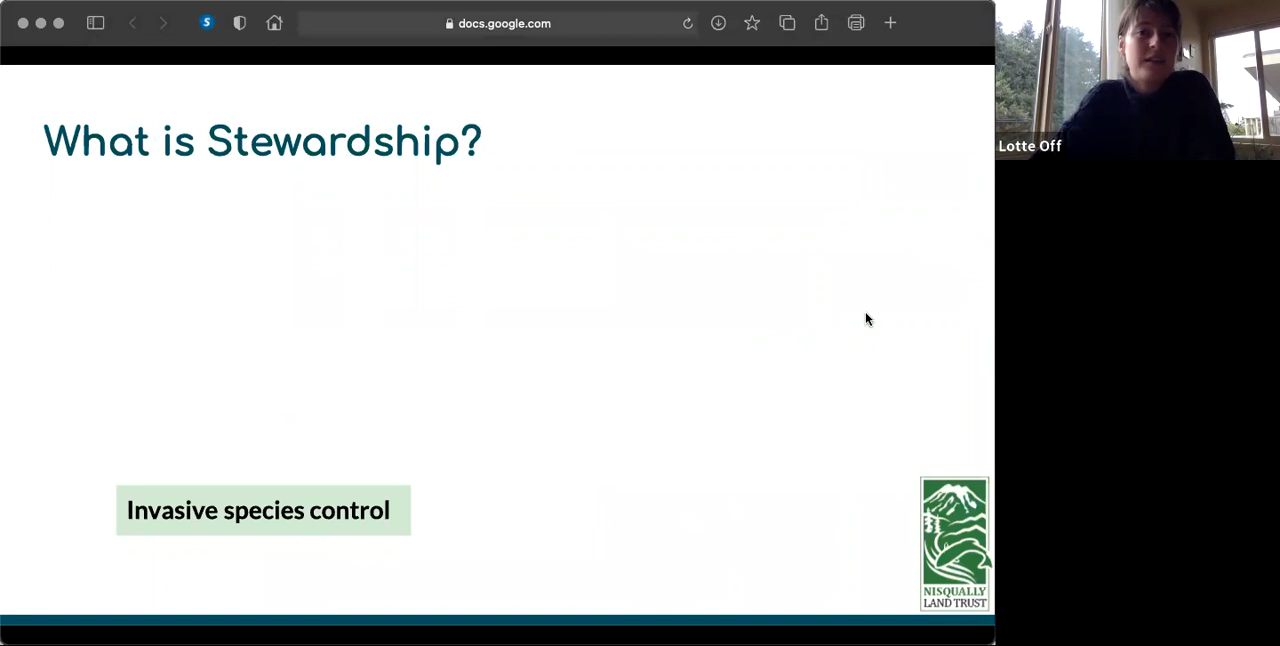 docs.google.com
What is Stewardship?
Lotte Off
Invasive species control
NISQUALLY
LAND TRUST